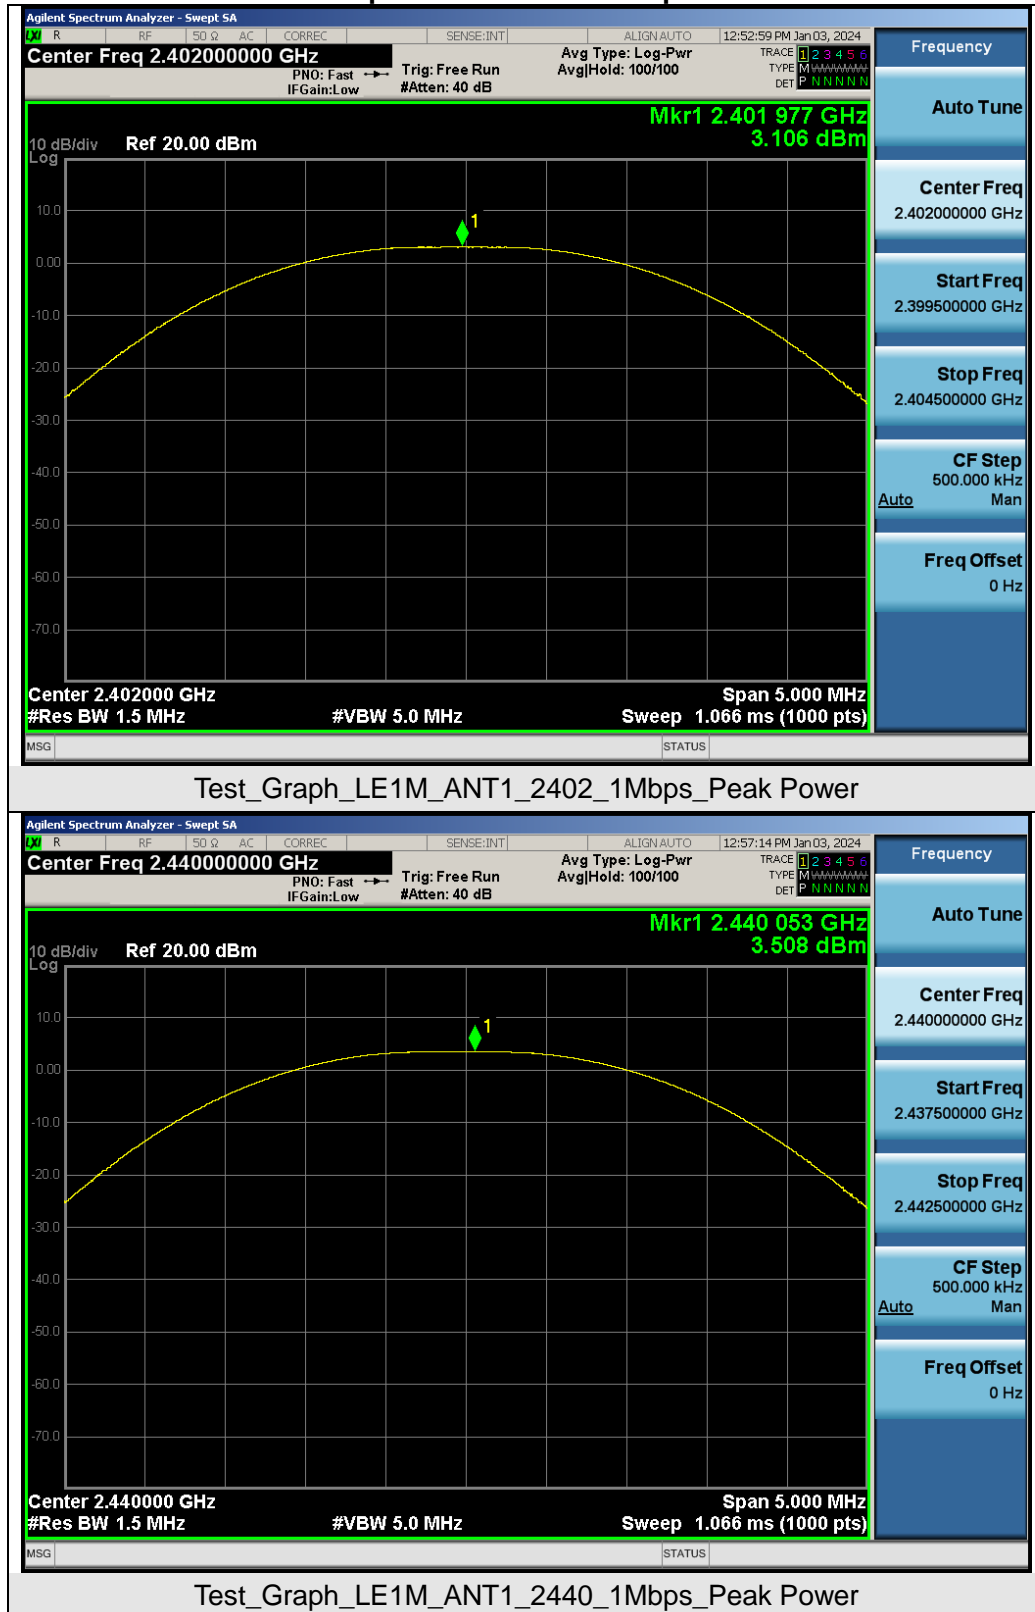 Agilent Spectrum Analyzer - Swept SA
LXI R RF 50 Ω AC CORREC SENSE:INT ALIGN AUTO 12:52:59 PM Jan 03, 2024
Center Freq 2.402000000 GHz
PNO: Fast
IFGain:Low
Trig: Free Run
#Atten: 40 dB
Avg Type: Log-Pwr
Avg|Hold: 100/100
TRACE 1 2 3 4 5 6
TYPE M
DET P N N N N N
Mkr1 2.401 977 GHz
3.106 dBm
10 dB/div Ref 20.00 dBm
Log
10.0
1
0.00
-10.0
-20.0
-30.0
-40.0
-50.0
-60.0
-70.0
Center 2.402000 GHz Span 5.000 MHz
#Res BW 1.5 MHz #VBW 5.0 MHz Sweep 1.066 ms (1000 pts)
MSG STATUS
Frequency
Auto Tune
Center Freq
2.402000000 GHz
Start Freq
2.399500000 GHz
Stop Freq
2.404500000 GHz
CF Step
500.000 kHz
Auto Man
Freq Offset
0 Hz
Test_Graph_LE1M_ANT1_2402_1Mbps_Peak Power
Agilent Spectrum Analyzer - Swept SA
LXI R RF 50 Ω AC CORREC SENSE:INT ALIGN AUTO 12:57:14 PM Jan 03, 2024
Center Freq 2.440000000 GHz
PNO: Fast
IFGain:Low
Trig: Free Run
#Atten: 40 dB
Avg Type: Log-Pwr
Avg|Hold: 100/100
TRACE 1 2 3 4 5 6
TYPE M
DET P N N N N N
Mkr1 2.440 053 GHz
3.508 dBm
10 dB/div Ref 20.00 dBm
Log
10.0
1
0.00
-10.0
-20.0
-30.0
-40.0
-50.0
-60.0
-70.0
Center 2.440000 GHz Span 5.000 MHz
#Res BW 1.5 MHz #VBW 5.0 MHz Sweep 1.066 ms (1000 pts)
MSG STATUS
Frequency
Auto Tune
Center Freq
2.440000000 GHz
Start Freq
2.437500000 GHz
Stop Freq
2.442500000 GHz
CF Step
500.000 kHz
Auto Man
Freq Offset
0 Hz
Test_Graph_LE1M_ANT1_2440_1Mbps_Peak Power